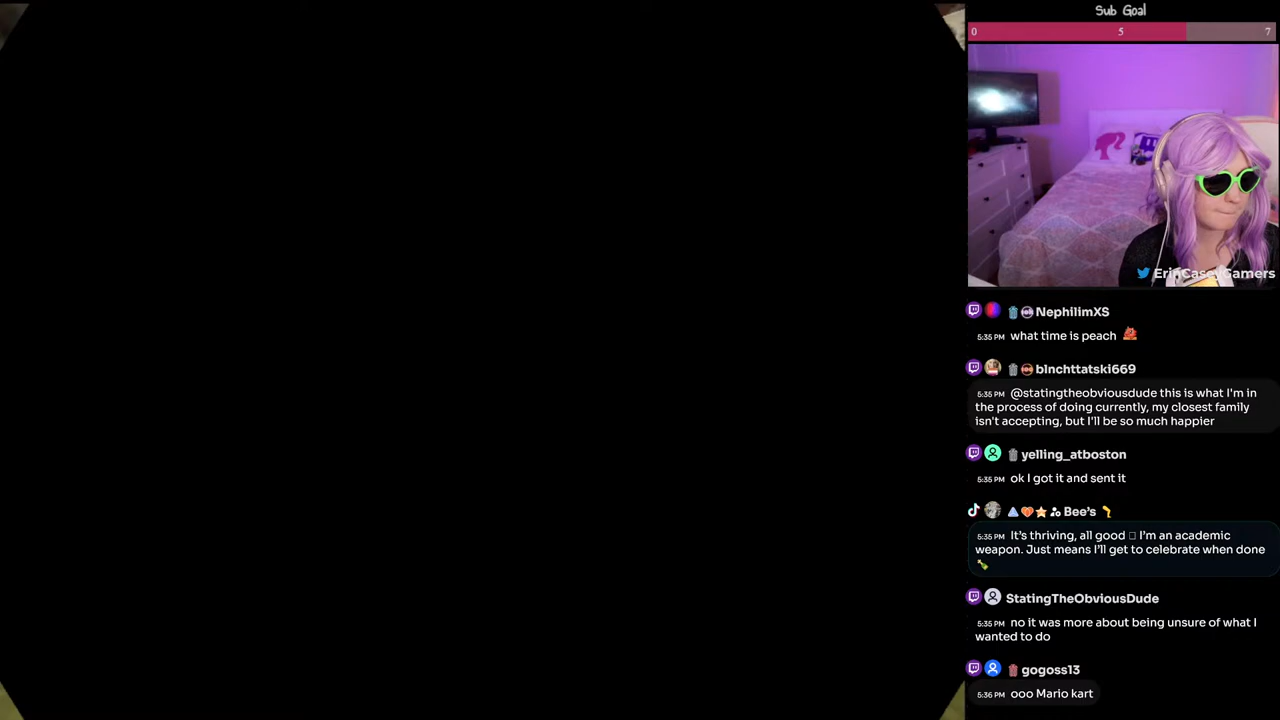 Sub Goal
0 5 7
ErinCaseyGamers
NephilimXS
5:35 PM what time is peach
blnchttatski669
5:35 PM @statingtheobviousdude this is what I'm in
the process of doing currently, my closest family
isn't accepting, but I'll be so much happier
yelling_atboston
5:35 PM ok I got it and sent it
Bee's
5:35 PM It's thriving, all good I'm an academic
weapon. Just means I'll get to celebrate when done
StatingTheObviousDude
5:35 PM no it was more about being unsure of what I
wanted to do
gogoss13
5:36 PM ooo Mario kart